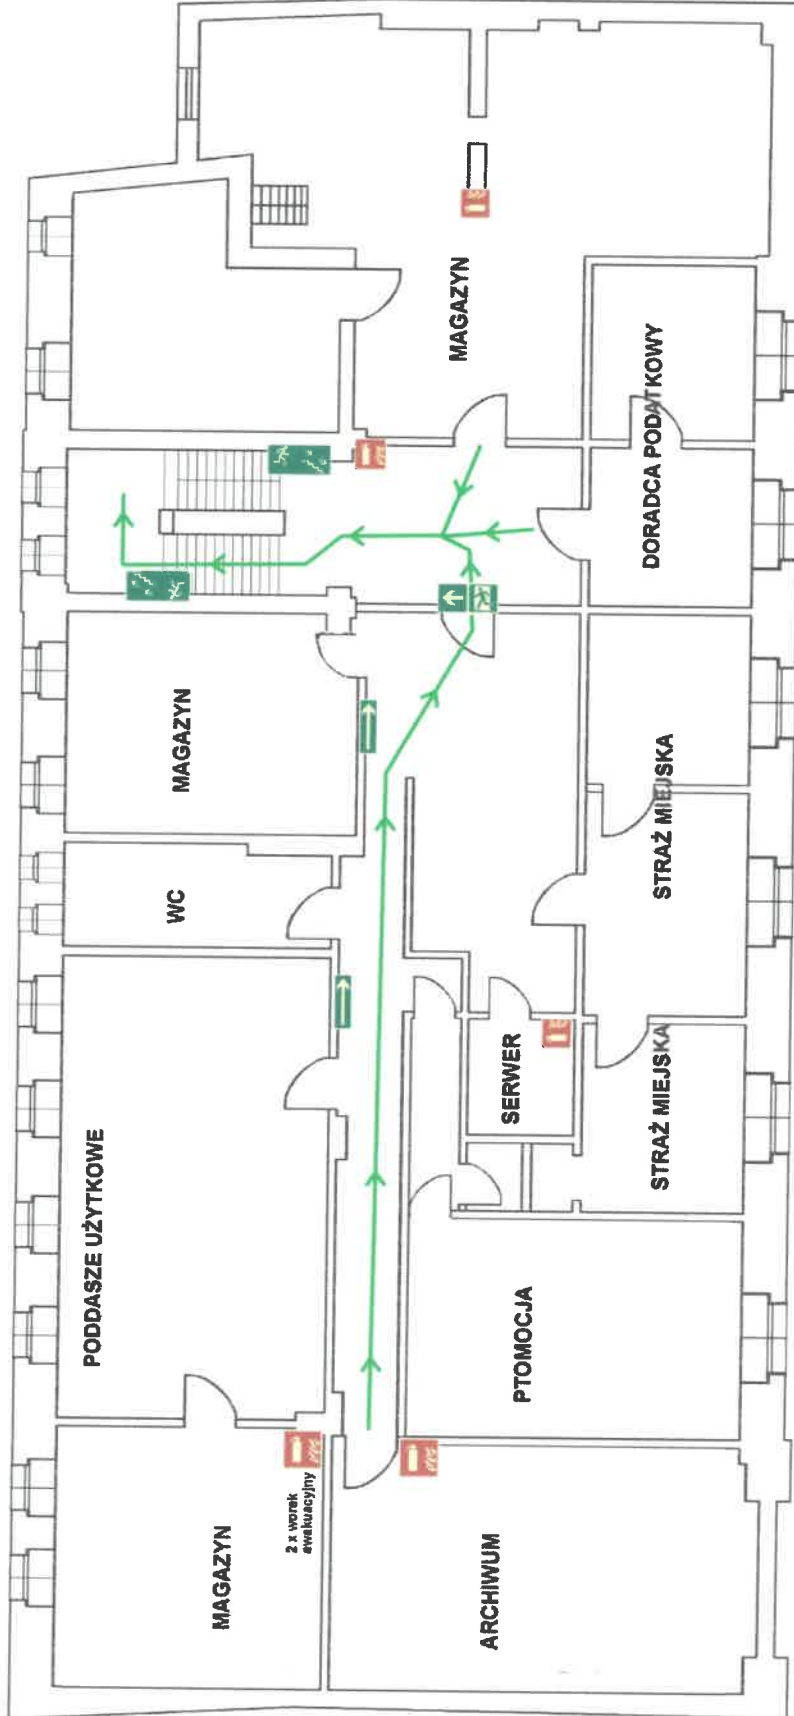 PODDASZE UŻYTKOWE
MAGAZYN
WC
MAGAZYN
2 x worek
ewakuacyjny
MAGAZYN
ARCHIWUM
PTOMOCJA
SERWER
STRAŻ MIEJSKA
STRAŻ MIEJSKA
DORADCA PODATKOWY